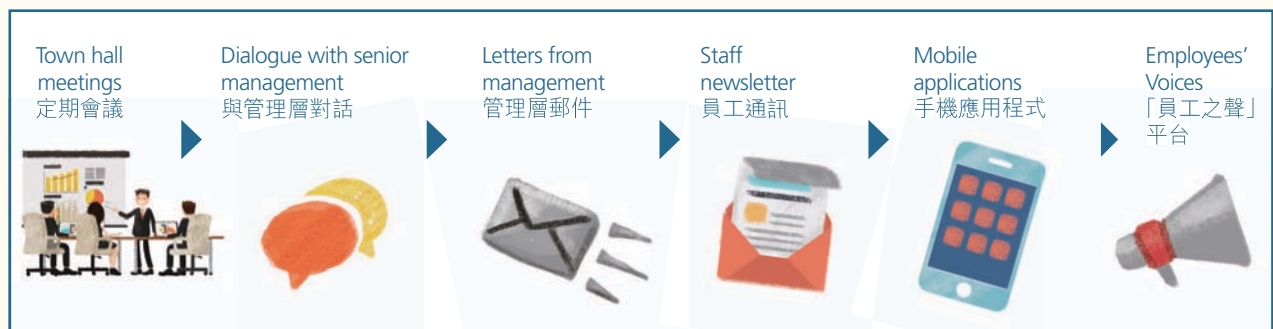 Town hall
meetings
定期會議
Dialogue with senior
management
與管理層對話
Letters from
management
管理層郵件
Staff
newsletter
員工通訊
Mobile
applications
手機應用程式
Employees’
Voices
「員工之聲」
平台